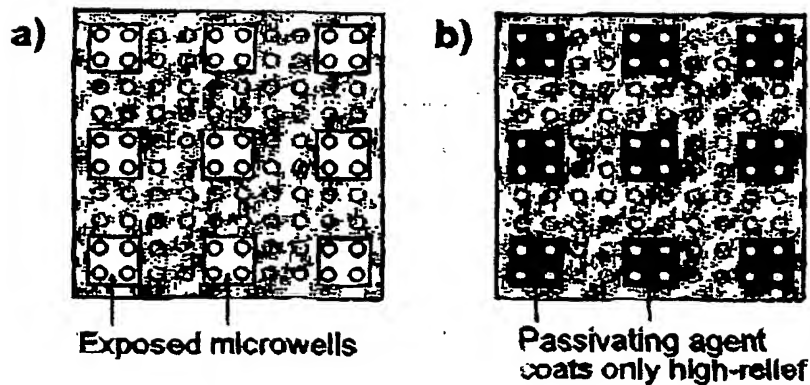 a)
b)
Exposed microwells
Passivating agent
coats only high-relief